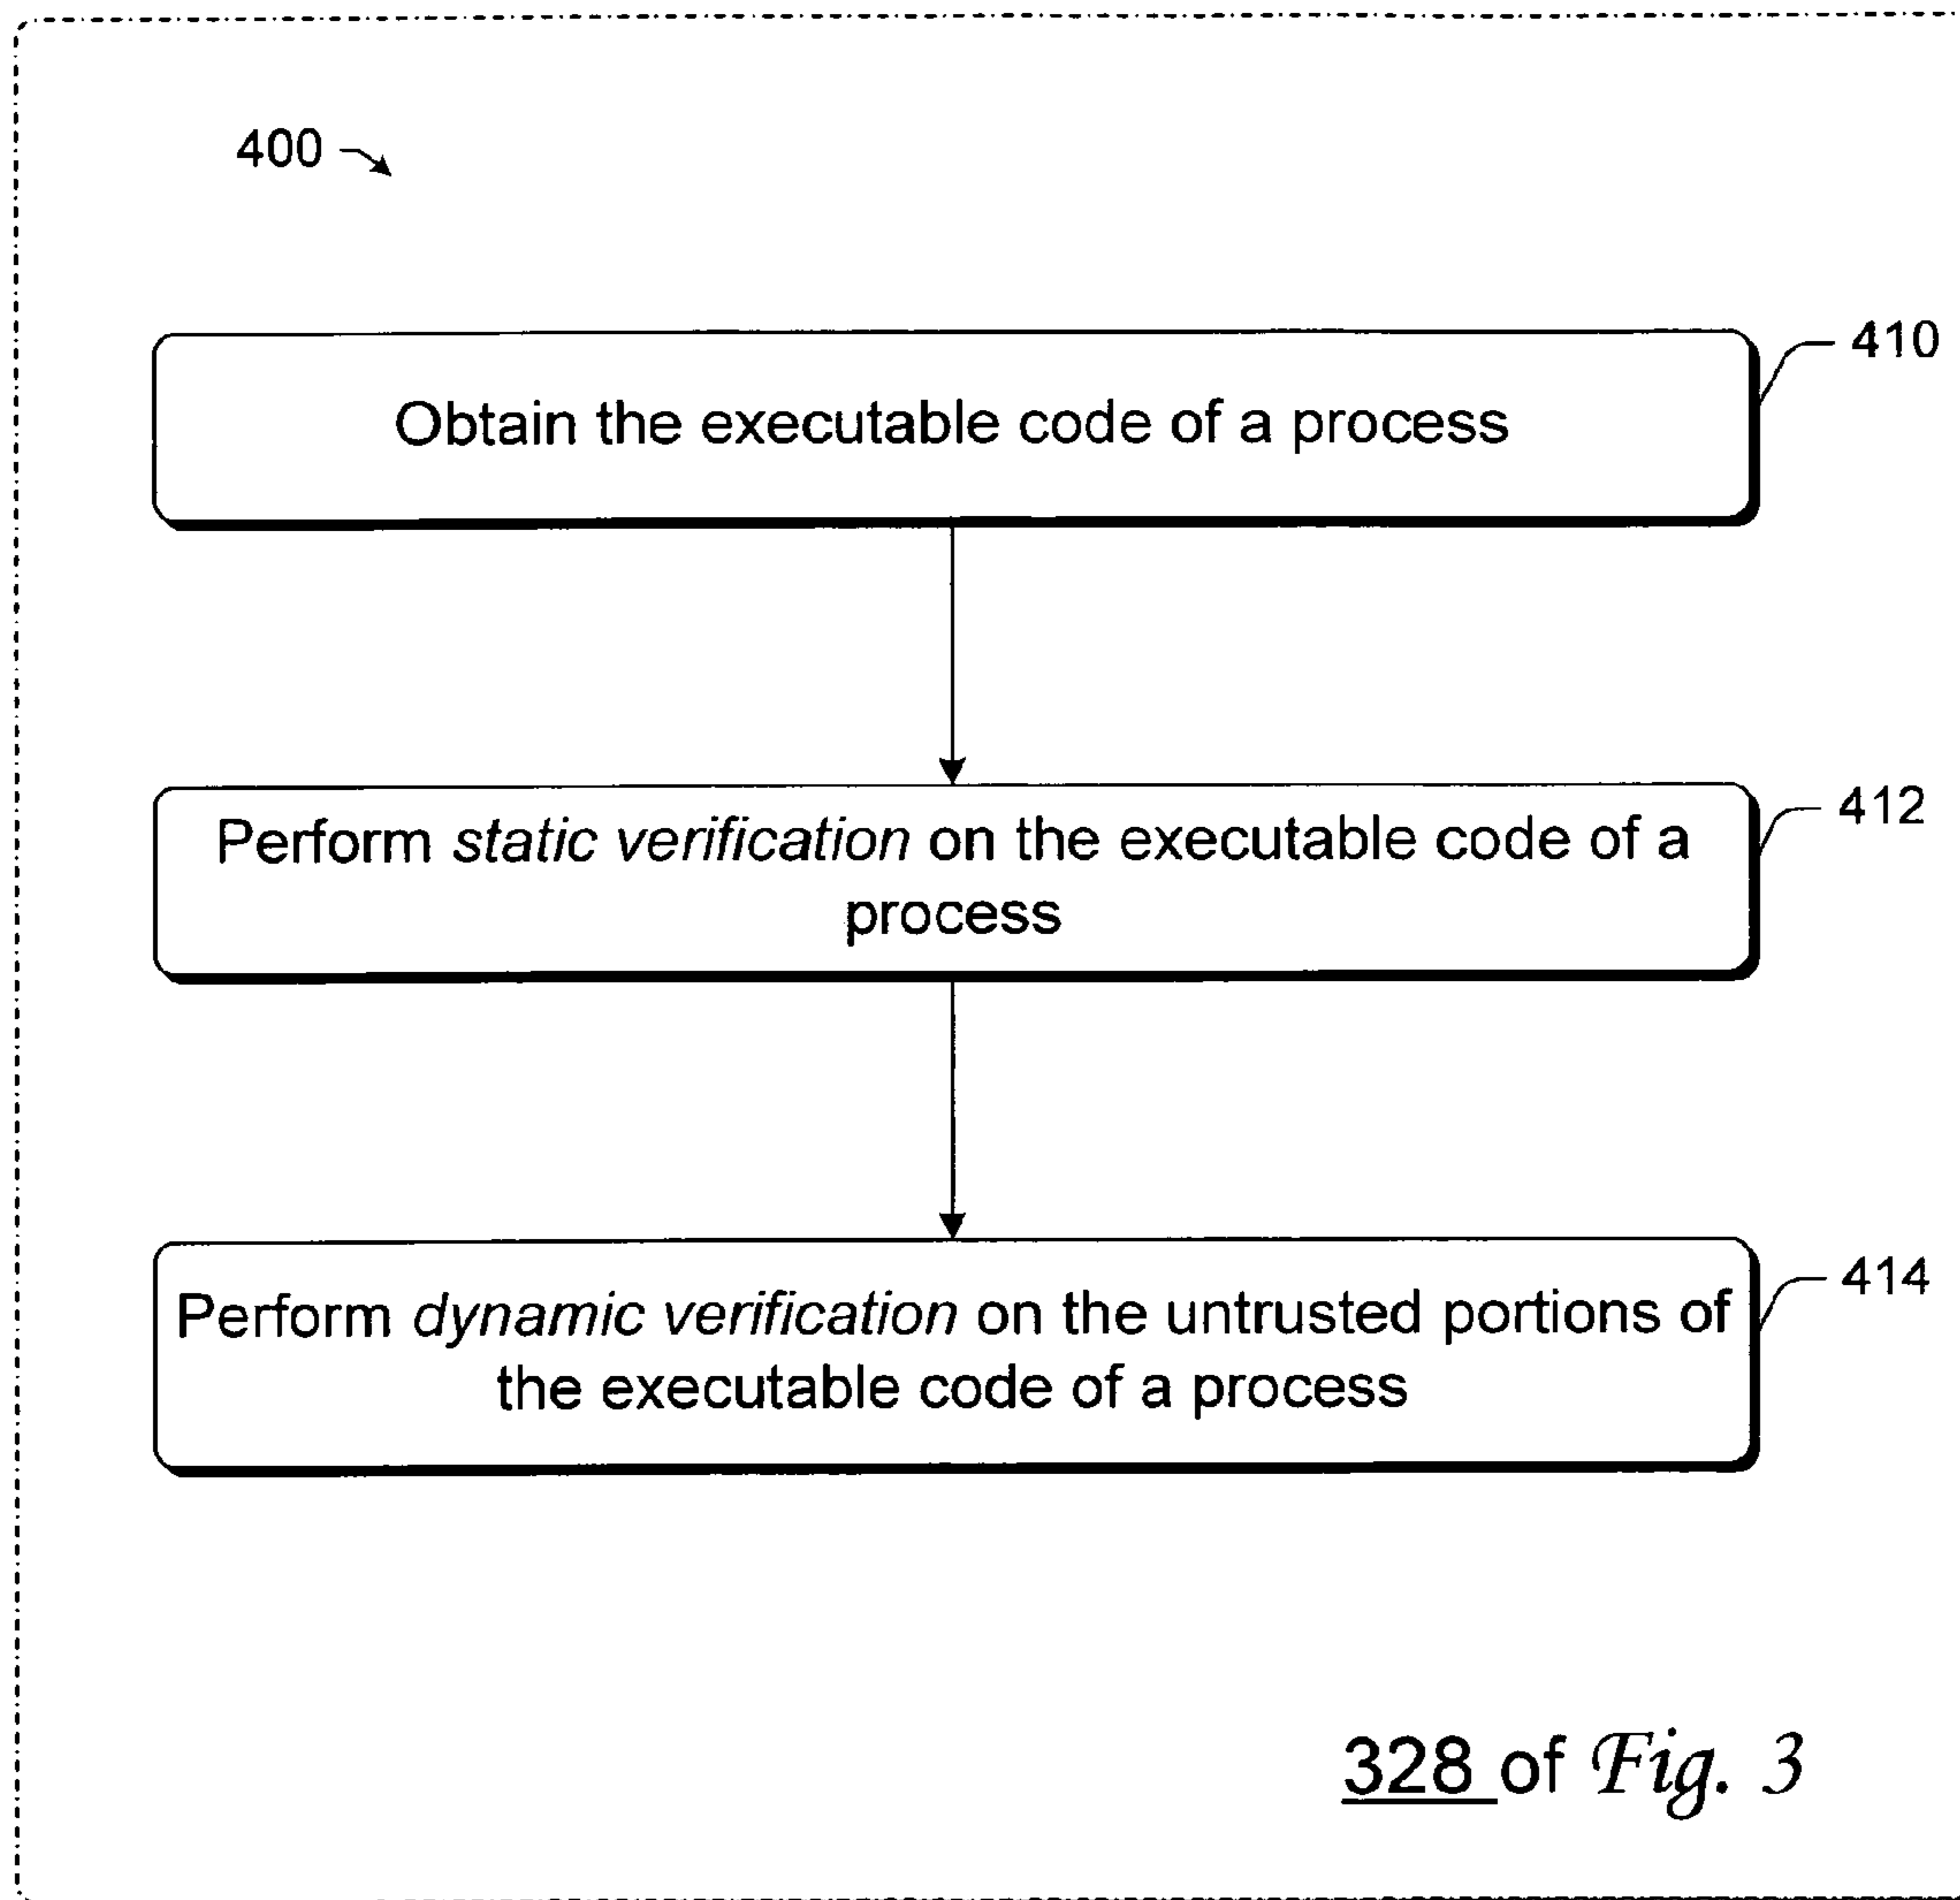 400
410
Obtain the executable code of a process
412
Perform static verification on the executable code of a
process
414
Perform dynamic verification on the untrusted portions of
the executable code of a process
328 of Fig. 3